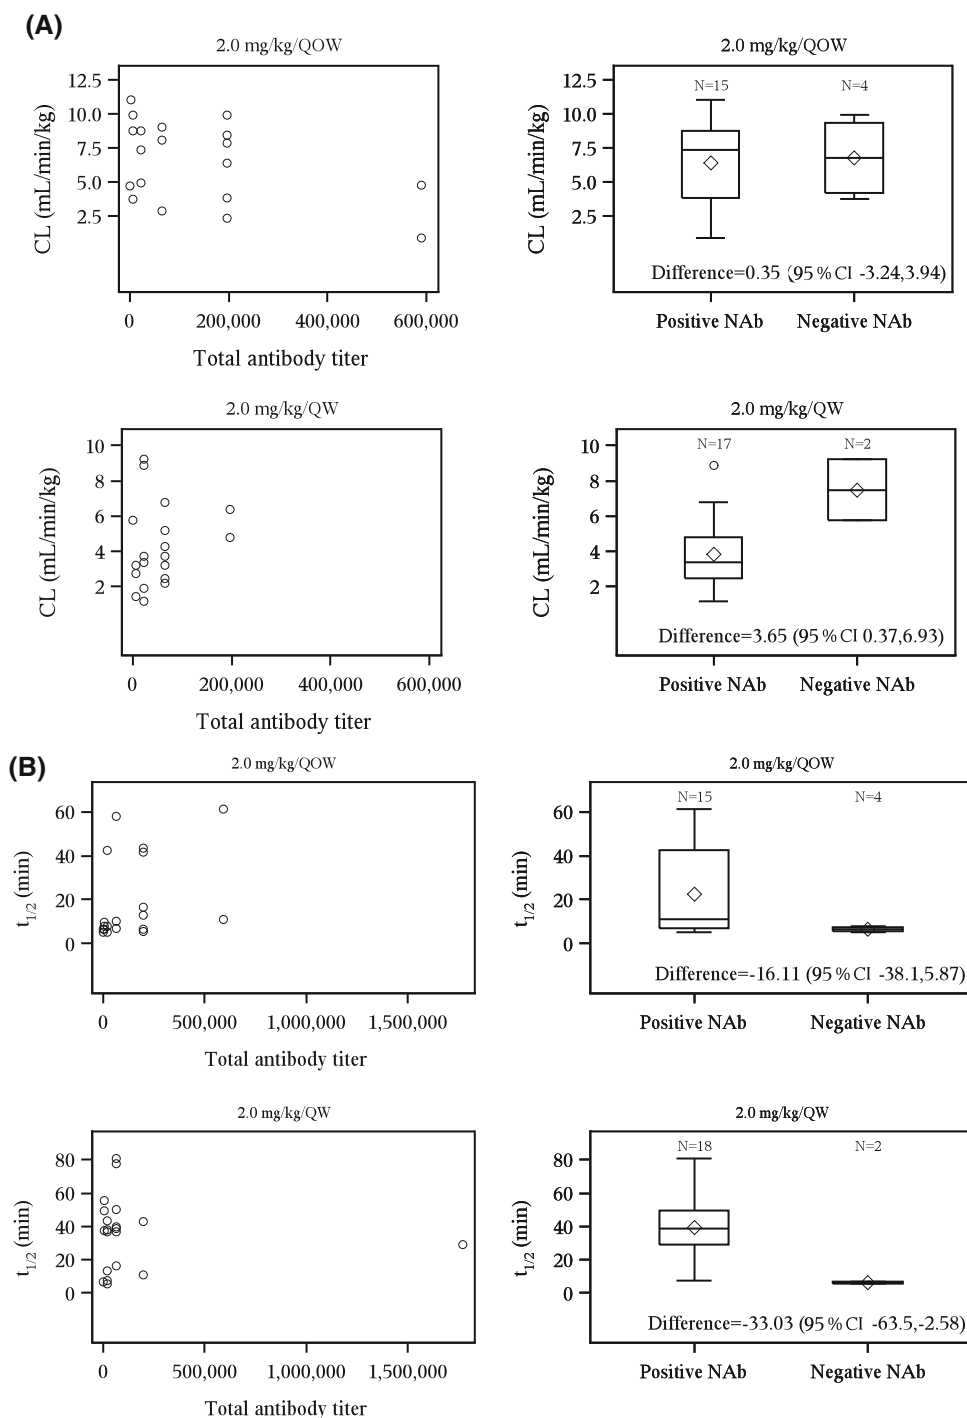 (A)
2.0 mg/kg/QOW
CL (mL/min/kg)
12.5
10.0
7.5
5.0
2.5
0 200,000 400,000 600,000
Total antibody titer
2.0 mg/kg/QOW
CL (mL/min/kg)
12.5
10.0
7.5
5.0
2.5
N=15 N=4
Difference=0.35 (95 % CI -3.24,3.94)
Positive NAb Negative NAb
2.0 mg/kg/QW
CL (mL/min/kg)
10
8
6
4
2
0 200,000 400,000 600,000
Total antibody titer
2.0 mg/kg/QW
CL (mL/min/kg)
10
8
6
4
2
N=17 N=2
Difference=3.65 (95 % CI 0.37,6.93)
Positive NAb Negative NAb
(B)
2.0 mg/kg/QOW
t1/2 (min)
60
40
20
0
0 500,000 1,000,000 1,500,000
Total antibody titer
2.0 mg/kg/QOW
t1/2 (min)
60
40
20
0
N=15 N=4
Difference=-16.11 (95 % CI -38.1,5.87)
Positive NAb Negative NAb
2.0 mg/kg/QW
t1/2 (min)
80
60
40
20
0
0 500,000 1,000,000 1,500,000
Total antibody titer
2.0 mg/kg/QW
t1/2 (min)
80
60
40
20
0
N=18 N=2
Difference=-33.03 (95 % CI -63.5,-2.58)
Positive NAb Negative NAb